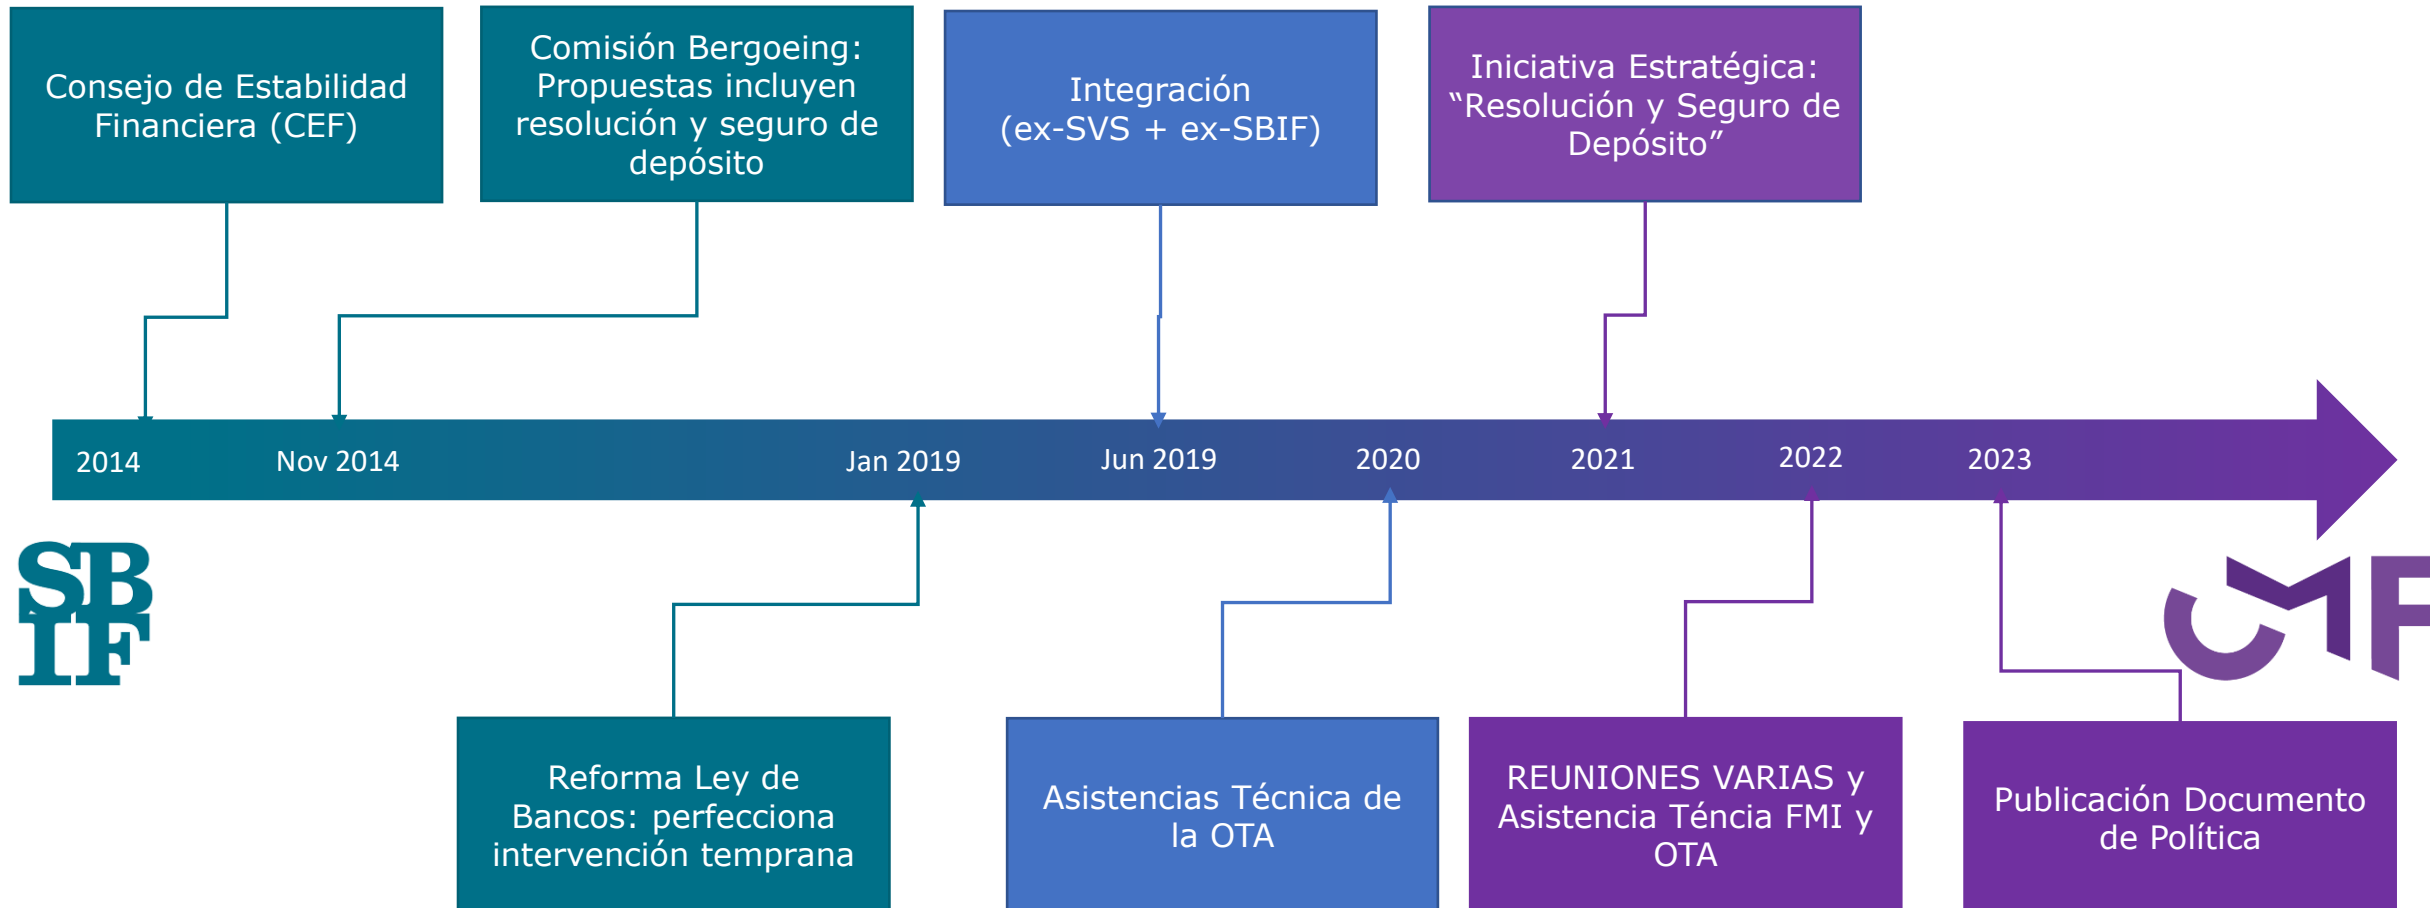 Consejo de Estabilidad
Financiera (CEF)
Comisión Bergoeing:
Propuestas incluyen
resolución y seguro de
depósito
Integración
(ex-SVS + ex-SBIF)
Iniciativa Estratégica:
“Resolución y Seguro de
Depósito”
2014
Nov 2014
Jan 2019
Jun 2019
2020
2021
2022
2023
SB
IF
CMF
Reforma Ley de
Bancos: perfecciona
intervención temprana
Asistencias Técnica de
la OTA
REUNIONES VARIAS y
Asistencia Téncia FMI y
OTA
Publicación Documento
de Política